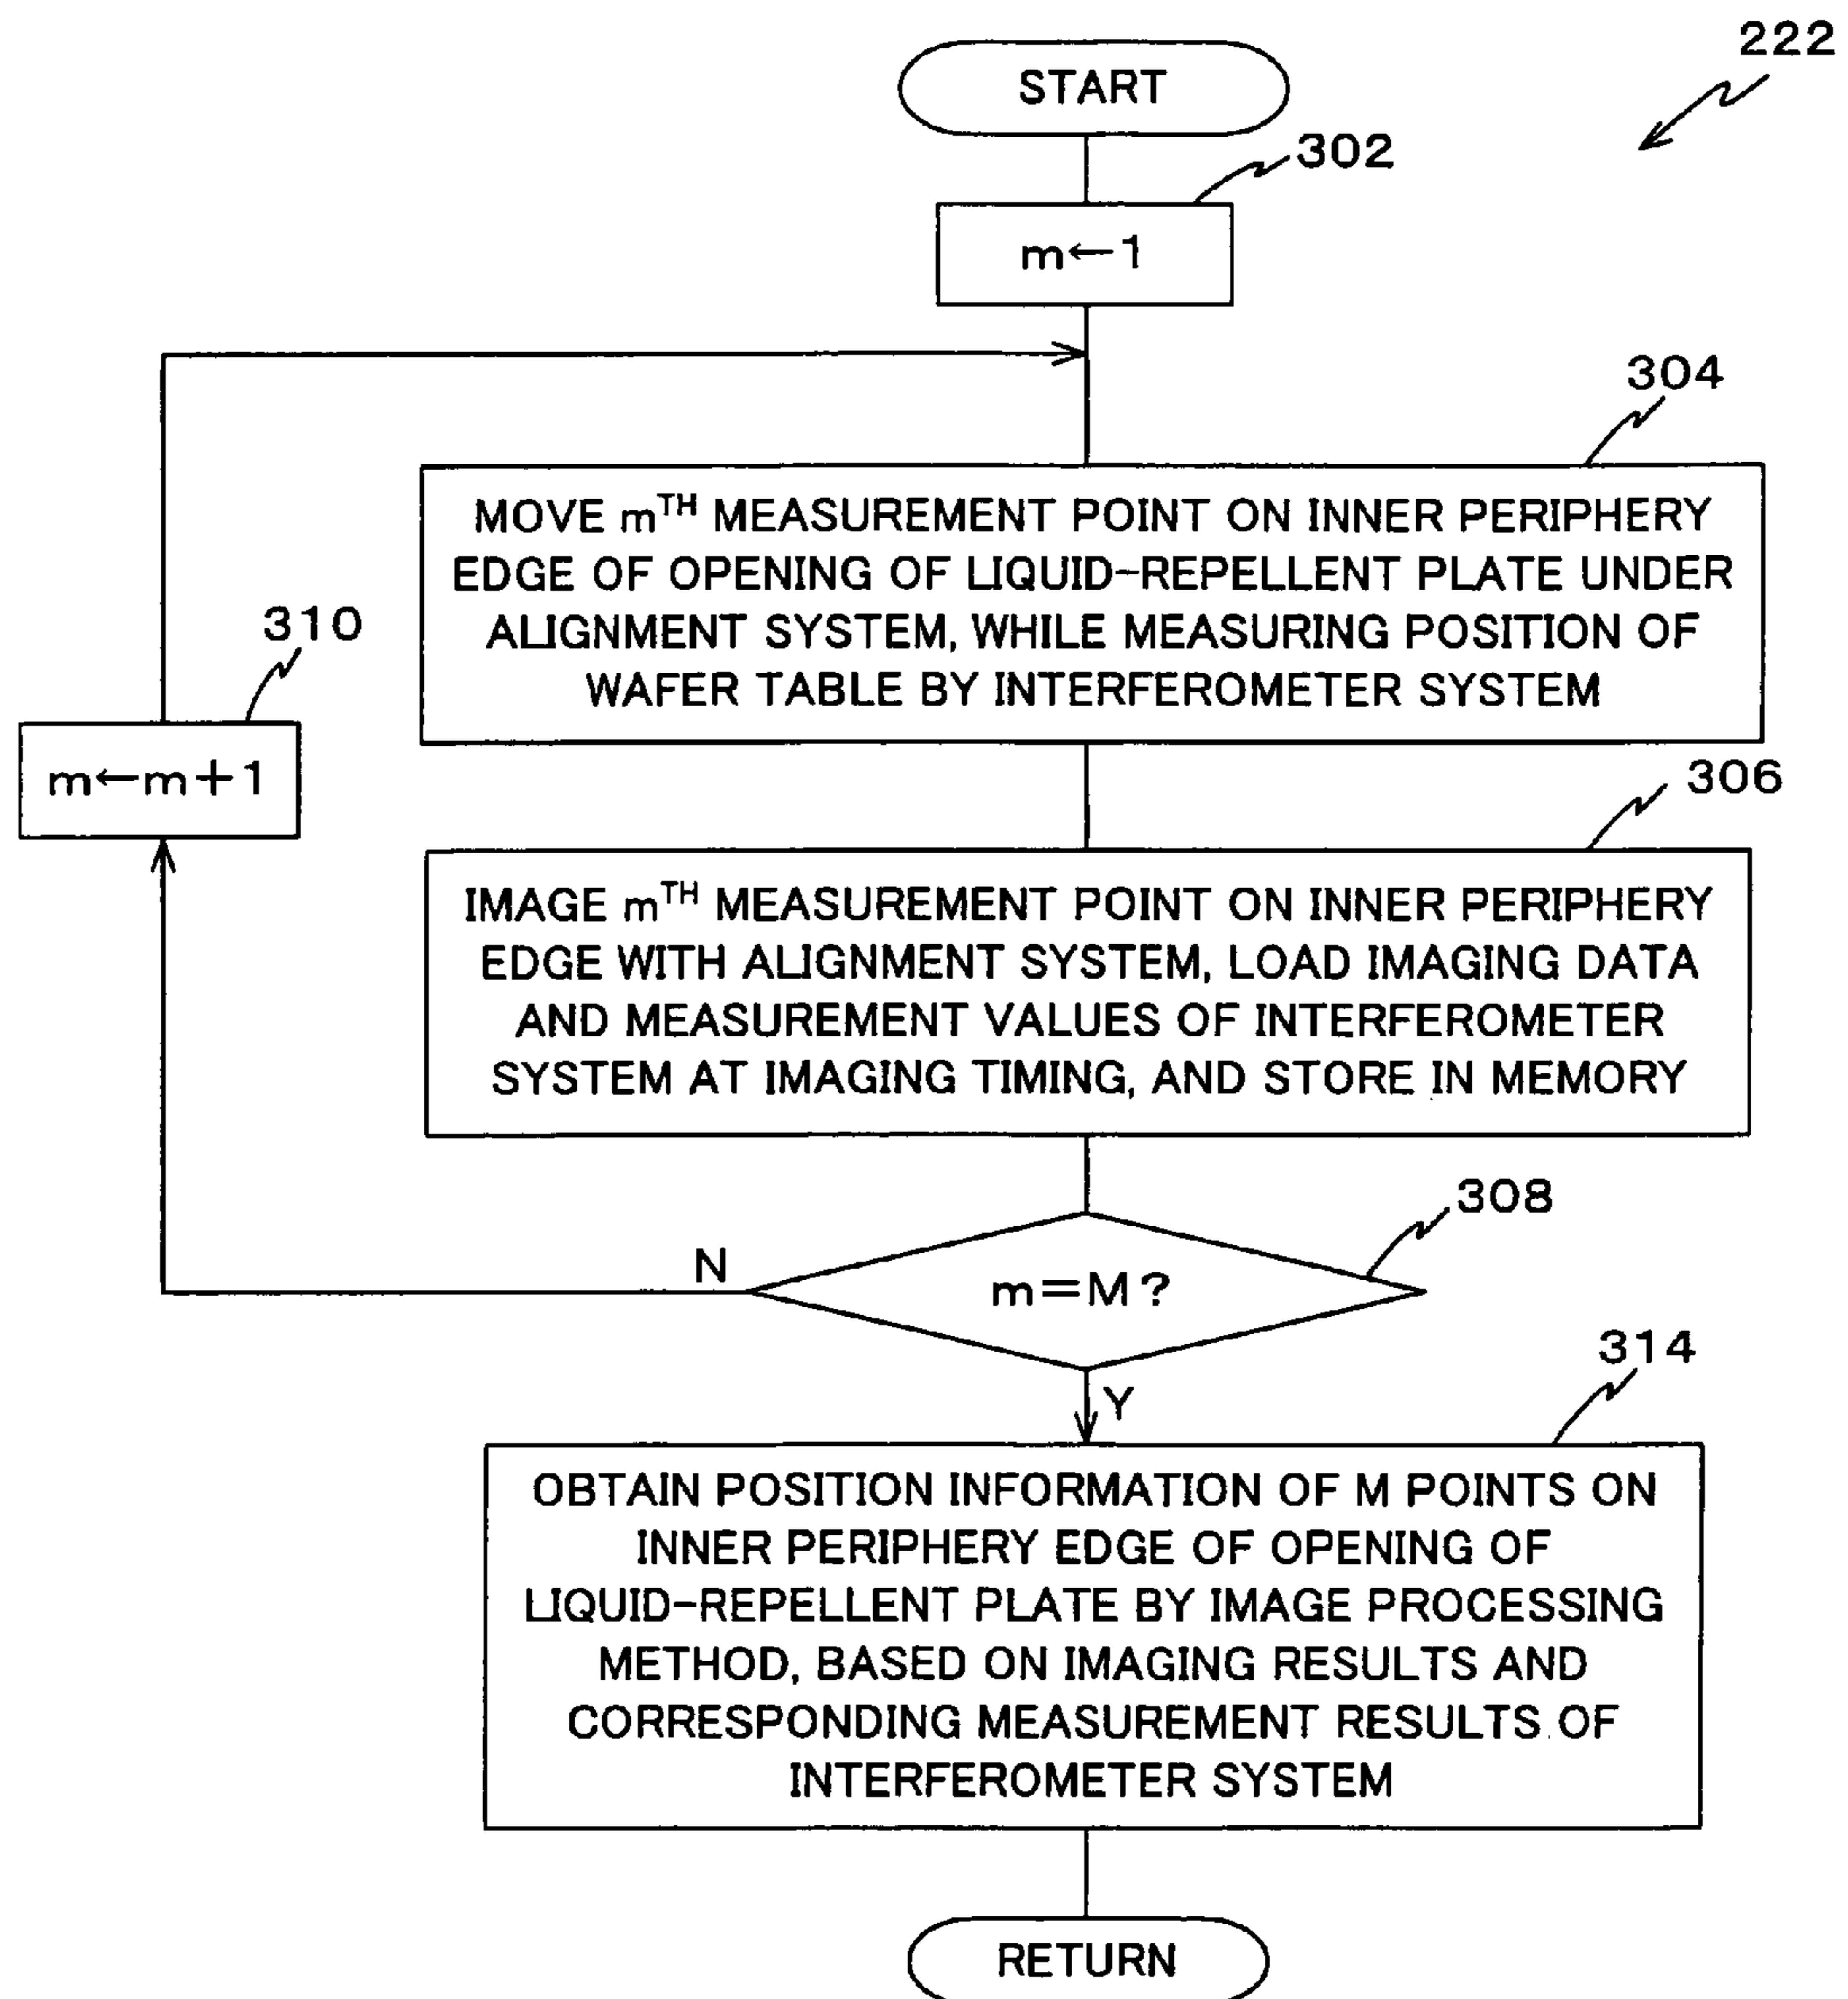 222
START
302
m←1
304
MOVE mTH MEASUREMENT POINT ON INNER PERIPHERY
EDGE OF OPENING OF LIQUID-REPELLENT PLATE UNDER
ALIGNMENT SYSTEM, WHILE MEASURING POSITION OF
WAFER TABLE BY INTERFEROMETER SYSTEM
310
m←m+1
306
IMAGE mTH MEASUREMENT POINT ON INNER PERIPHERY
EDGE WITH ALIGNMENT SYSTEM, LOAD IMAGING DATA
AND MEASUREMENT VALUES OF INTERFEROMETER
SYSTEM AT IMAGING TIMING, AND STORE IN MEMORY
308
N
m=M?
314
Y
OBTAIN POSITION INFORMATION OF M POINTS ON
INNER PERIPHERY EDGE OF OPENING OF
LIQUID-REPELLENT PLATE BY IMAGE PROCESSING
METHOD, BASED ON IMAGING RESULTS AND
CORRESPONDING MEASUREMENT RESULTS OF
INTERFEROMETER SYSTEM
RETURN